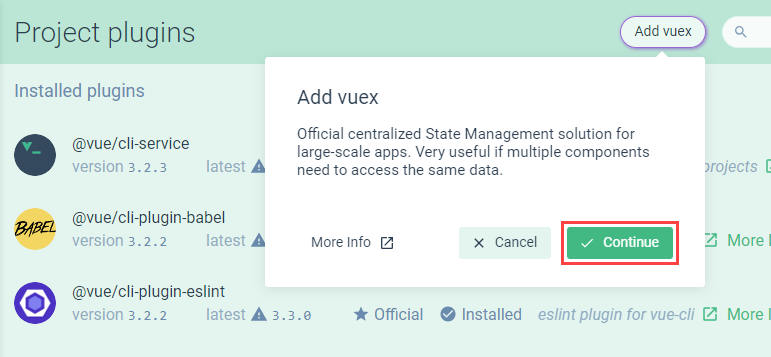 Project plugins
Add vuex
Installed plugins
Add vuex
Official centralized State Management solution for
large-scale apps. Very useful if multiple components
need to access the same data.
More Info
Cancel
Continue
@vue/cli-service
version 3.2.3 latest
projects
BABEL
@vue/cli-plugin-babel
version 3.2.2 latest
More I
@vue/cli-plugin-eslint
version 3.2.2 latest 3.3.0 Official Installed eslint plugin for vue-cli More I